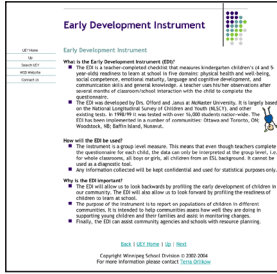 Early Development Instrument
UEY Home
Up
Search UEY
WSD Website
Contact us
Early Development Instrument
What is the Early Development Instrument (EDI)?
The EDI is a teacher-completed checklist that measures kindergarten children's (4 and 5-
year-olds) readiness to learn at school in five domains: physical health and well-being,
social competence, emotional maturity, language and cognitive development, and
communication skills and general knowledge. A teacher uses his/her observations after
several months of classroom/school interaction with the child to complete the
questionnaire.
The EDI was developed by Drs. Offord and Janus at McMaster University. It is largely based
on the National Longitudinal Survey of Children and Youth (NLSCY), and other
existing tests. In 1998/99 it was tested with over 16,000 students nation-wide. The
EDI has been implemented in a number of communities: Ottawa and Toronto, ON;
Woodstock, NB; Baffin Island, Nunavut.
How will the EDI be used?
The instrument is a group level measure. This means that even though teachers complete
the questionnaire for each child, the data can only be interpreted at the group level, i.e.
for whole classrooms, all boys or girls, all children from an ESL background. It cannot be
used as a diagnostic tool.
Any information collected will be kept confidential and used for statistical purposes only.
Why is the EDI important?
The EDI will allow us to look backwards by profiling the early development of children in
our community. The EDI will also allow us to look forward by profiling the readiness of
children to learn at school.
The purpose of the instrument is to report on populations of children in different
communities. It is intended to help communities assess how well they are doing in
supporting young children and their families and assist in monitoring changes.
Finally, the EDI can assist community agencies and schools with resource planning.
Back | UEY Home | Up | Next
Copyright Winnipeg School Division © 2002-2004
For more information please contact Teria Orlikow